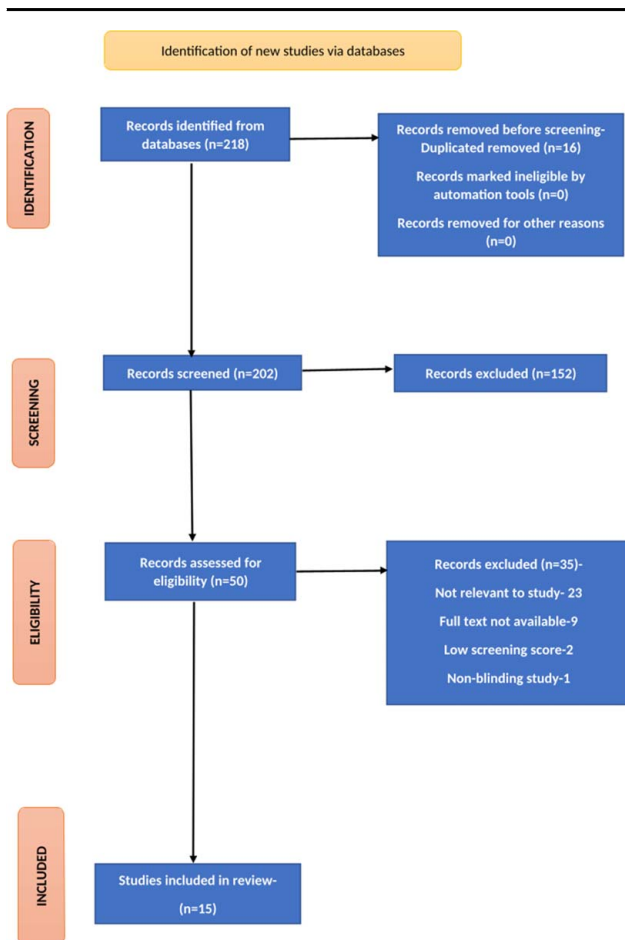 Identification of new studies via databases
IDENTIFICATION
Records identified from
databases (n=218)
Records removed before screening-
Duplicated removed (n=16)
Records marked ineligible by
automation tools (n=0)
Records removed for other reasons
(n=0)
SCREENING
Records screened (n=202)
Records excluded (n=152)
ELIGIBILITY
Records assessed for
eligibility (n=50)
Records excluded (n=35)-
Not relevant to study- 23
Full text not available-9
Low screening score-2
Non-blinding study-1
INCLUDED
Studies included in review-
(n=15)